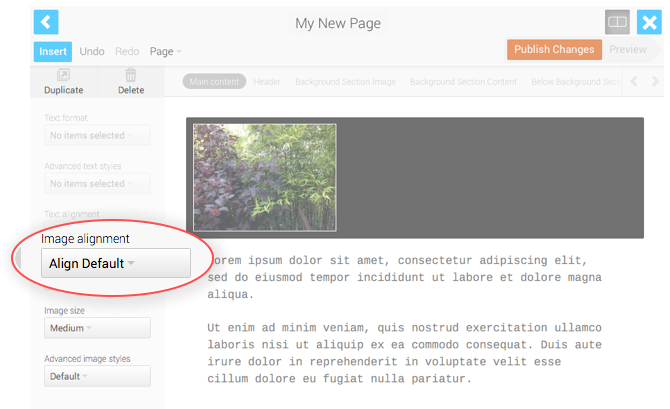 My New Page
Insert
Undo
Redo
Page
Publish Changes
Preview
Duplicate
Delete
Main content
Header
Background Section Image
Background Section Content
Below Background Sect
Text format
No items selected
Advanced text styles
No items selected
Text alignment
Image alignment
Align Default
Image size
Medium
Advanced image styles
Default
Lorem ipsum dolor sit amet, consectetur adipiscing elit,
sed do eiusmod tempor incididunt ut labore et dolore magna
aliqua.
Ut enim ad minim veniam, quis nostrud exercitation ullamco
laboris nisi ut aliquip ex ea commodo consequat. Duis aute
irure dolor in reprehenderit in voluptate velit esse
cillum dolore eu fugiat nulla pariatur.